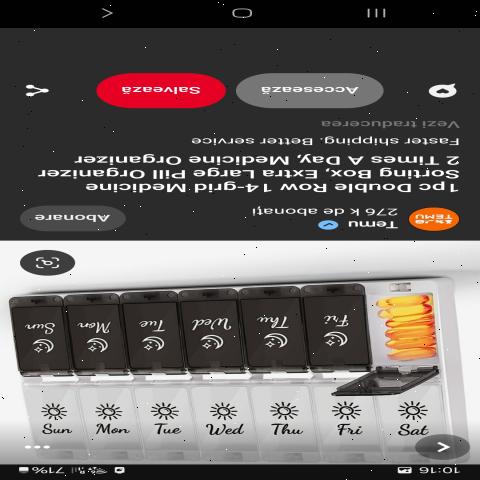 10:16 71%
Sun Mon Tue Wed Thu Fri Sat
Fri Thu Wed Tue Mon Sun
TEMU
Temu
276 k de abonați
Abonare
1pc Double Row 14-grid Medicine
Sorting Box, Extra Large Pill Organizer
2 Times A Day, Medicine Organizer
Faster shipping. Better service
Vezi traducerea
Accesează Salvează